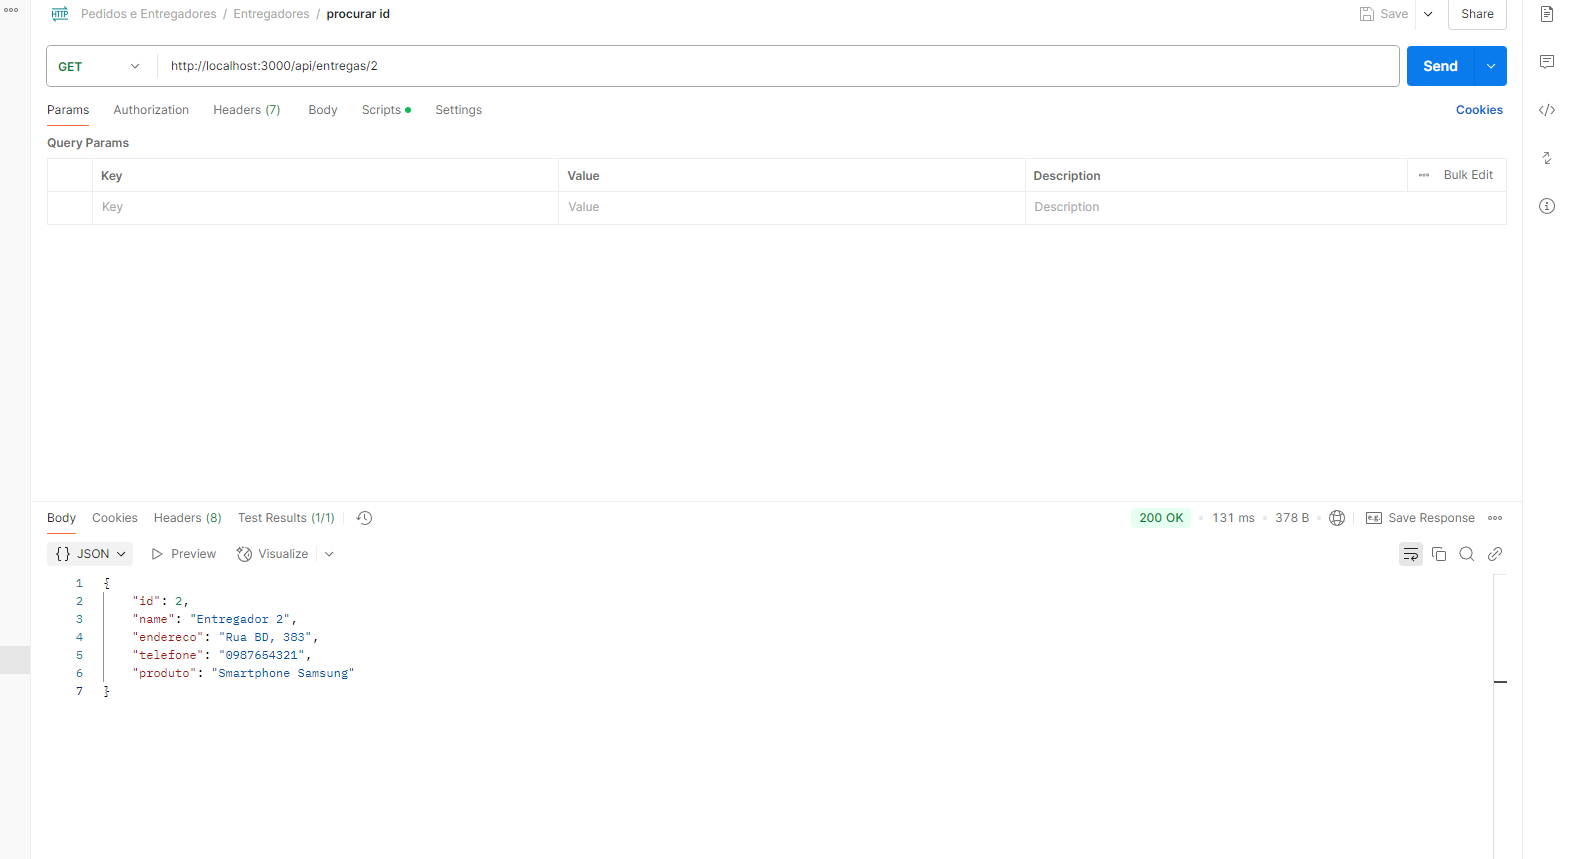 HTTP Pedidos e Entregadores / Entregadores / procurar id Save Share
GET http://localhost:3000/api/entregas/2 Send
Params Authorization Headers (7) Body Scripts Settings Cookies
Query Params
Key Value Description Bulk Edit
Key Value Description
Body Cookies Headers (8) Test Results (1/1) 200 OK 131 ms 378 B e.g. Save Response
{} JSON Preview Visualize
1 {
2 "id": 2,
3 "name": "Entregador 2",
4 "endereco": "Rua BD, 383",
5 "telefone": "0987654321",
6 "produto": "Smartphone Samsung"
7 }